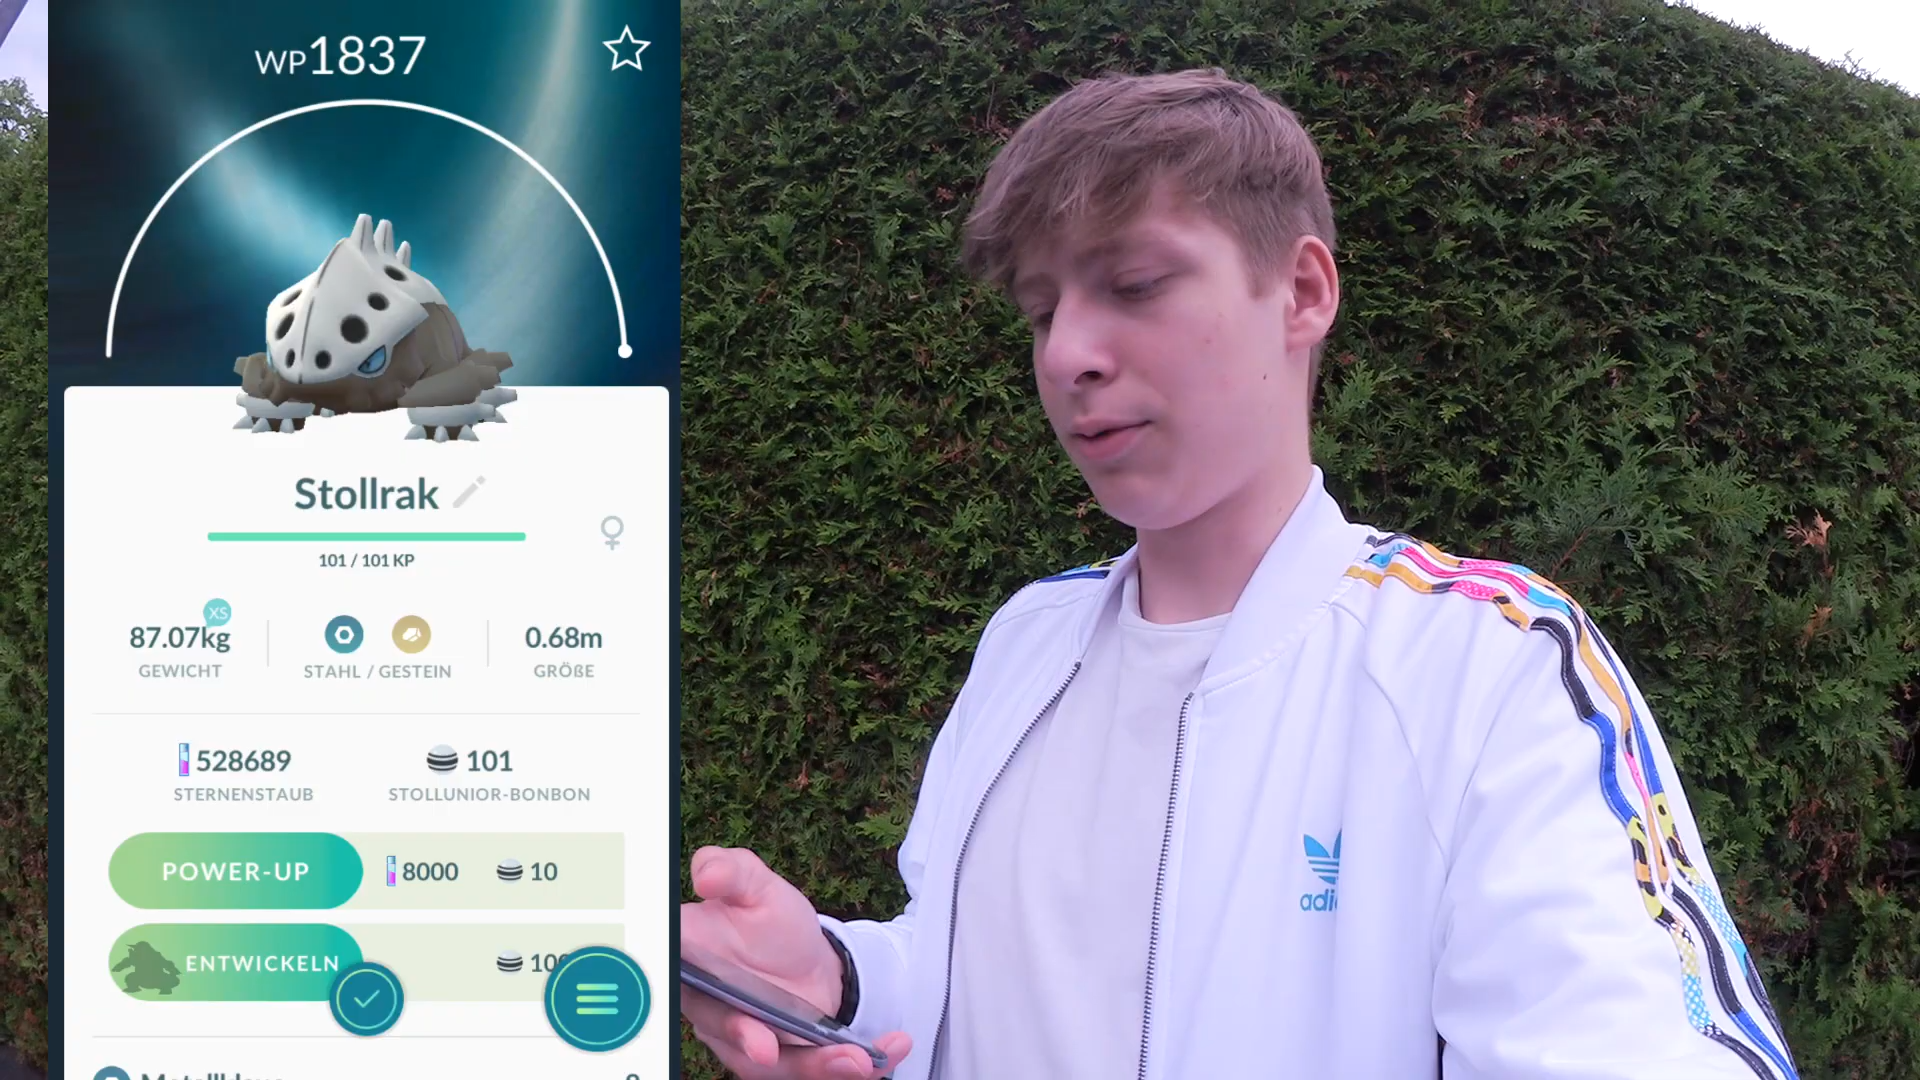 WP1837
Stollrak
101 / 101 KP
XS
87.07kg
GEWICHT
STAHL / GESTEIN
0.68m
GRÖßE
528689
STERNENSTAUB
101
STOLLUNIOR-BONBON
POWER-UP
8000
10
ENTWICKELN